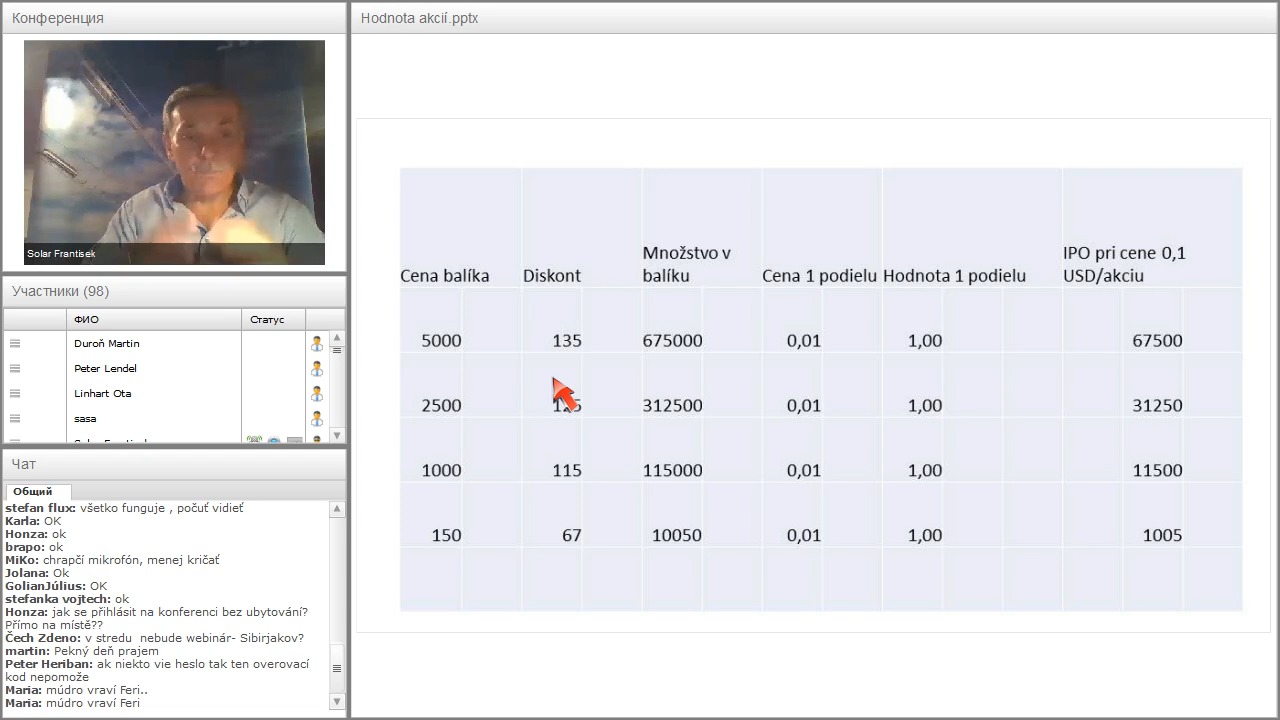 Конференция
Solar Frantisek
Участники (98)
ФИО
Статус
Duroň Martin
Peter Lendel
Linhart Ota
sasa
Чат
Общий
stefan flux: všetko funguje , počuť vidieť
Karla: OK
Honza: ok
brapo: ok
MiKo: chrapčí mikrofón, menej kričať
Jolana: Ok
GolianJúlius: OK
stefanka vojtech: ok
Honza: jak se přihlásit na konferenci bez ubytování?
Přímo na místě??
Čech Zdeno: v stredu nebude webinár- Sibirjakov?
martin: Pekný deň prajem
Peter Heriban: ak niekto vie heslo tak ten overovací
kod nepomože
Maria: múdro vraví Feri..
Maria: múdro vraví Feri
Hodnota akcií.pptx
Cena balíka Diskont Množstvo v balíku Cena 1 podielu Hodnota 1 podielu IPO pri cene 0,1 USD/akciu
5000 135 675000 0,01 1,00 67500
2500 125 312500 0,01 1,00 31250
1000 115 115000 0,01 1,00 11500
150 67 10050 0,01 1,00 1005